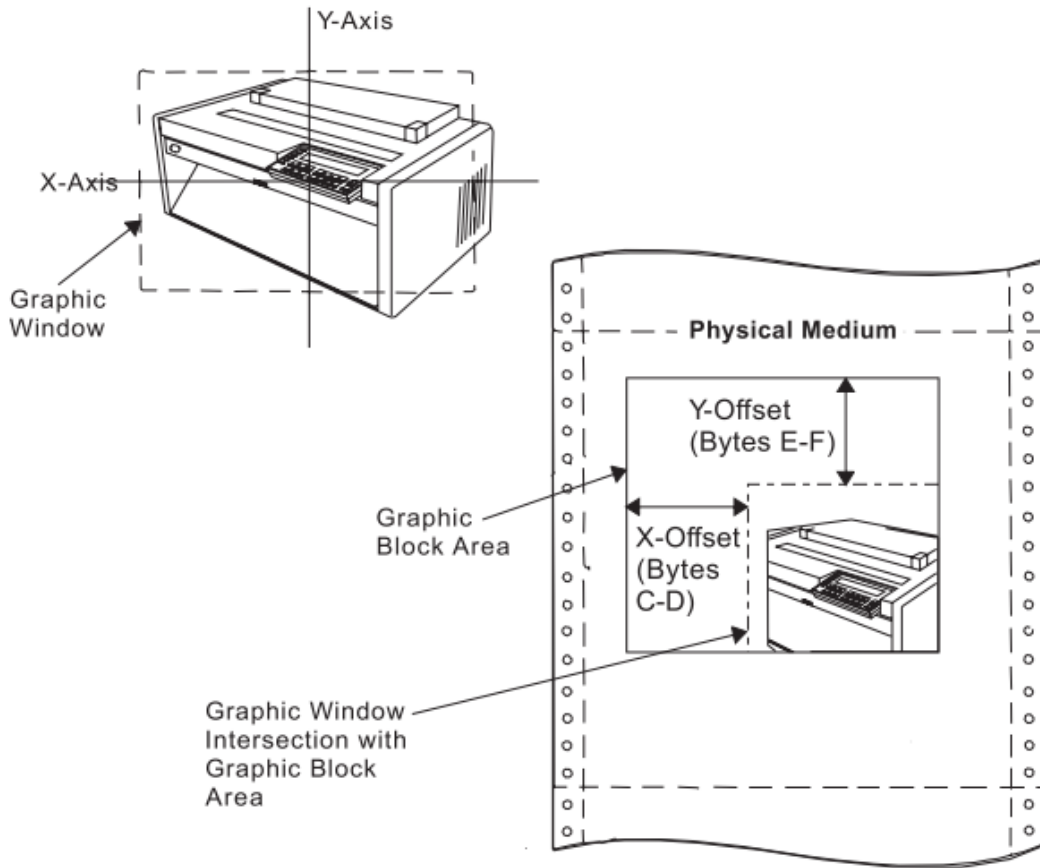 Y-Axis
X-Axis
Graphic
Window
Physical Medium
Y-Offset
(Bytes E-F)
Graphic
Block Area
X-Offset
(Bytes
C-D)
Graphic Window
Intersection with
Graphic Block
Area